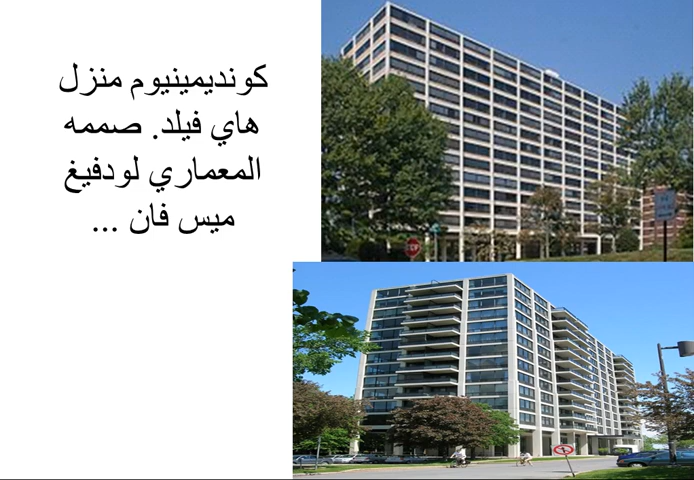 كونديمينيوم منزل
هاي فيلد. صممه
المعماري لودفيغ
ميس فان ...